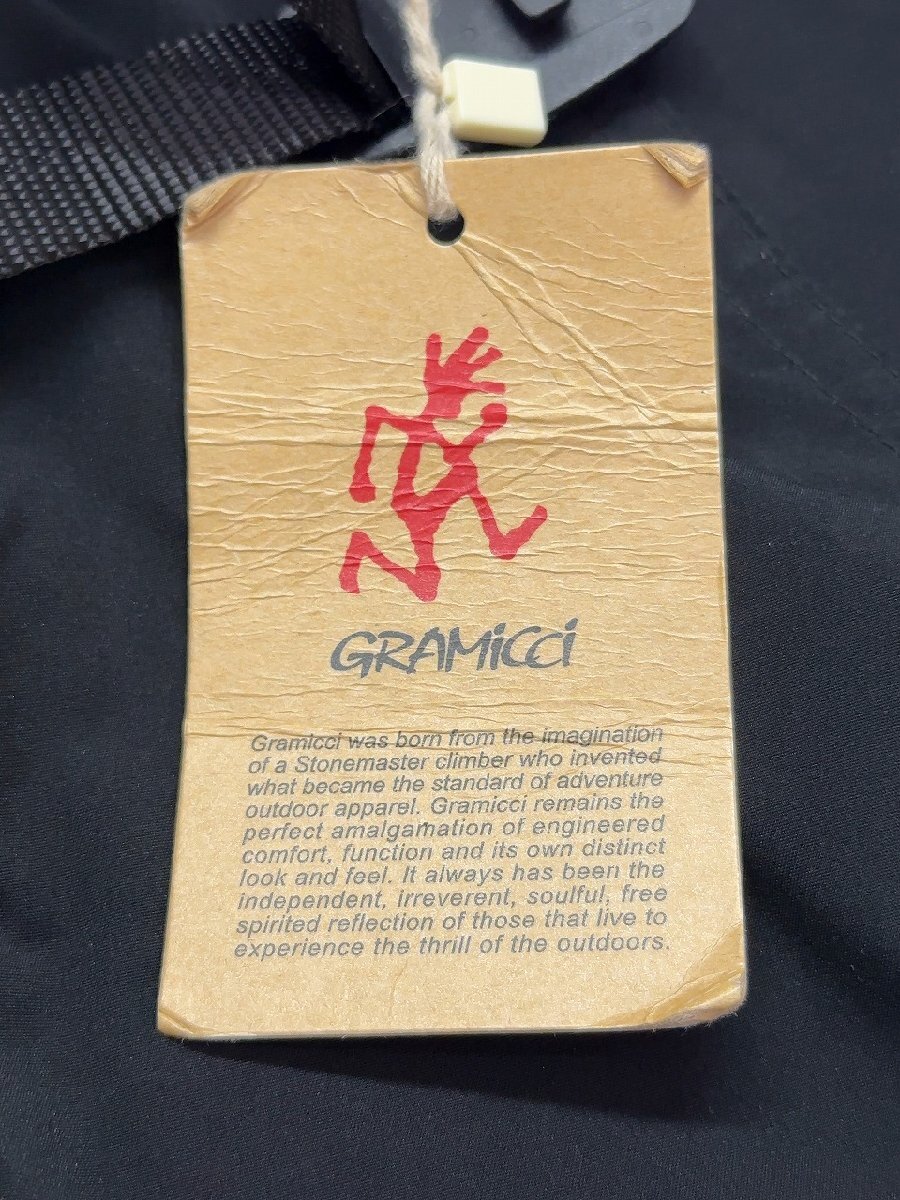 GRAMiCCi
Gramicci was born from the imagination
of a Stonemaster climber who invented
what became the standard of adventure
outdoor apparel. Gramicci remains the
perfect amalgamation of engineered
comfort, function and its own distinct
look and feel. It always has been the
independent, irreverent, soulful, free
spirited reflection of those that live to
experience the thrill of the outdoors.